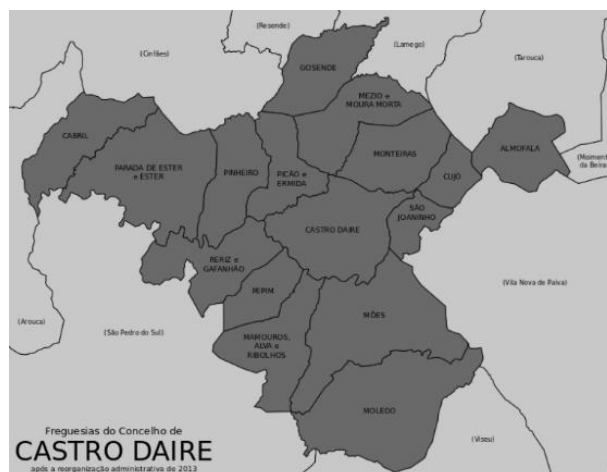 (Resende)
(Cinfães)
(Lamego)
(Tarouca)
GOSENDE
MEZIO e
MOURA MORTA
CABRIL
ALMOFALA
MONTEIRAS
(Moimenta
da Beira)
PARADA DE ESTER
e ESTER
PINHEIRO
PICÃO e
ERMIDA
CUJÓ
SÃO
JOANINHO
CASTRO DAIRE
RERIZ e
GAFANHÃO
(Vila Nova de Paiva)
PEPIM
MÕES
(Arouca)
(São Pedro do Sul)
MAMOUROS,
ALVA e
RIBOLHOS
MOLEDO
(Viseu)
Freguesias do Concelho de
CASTRO DAIRE
após a reorganização administrativa de 2013